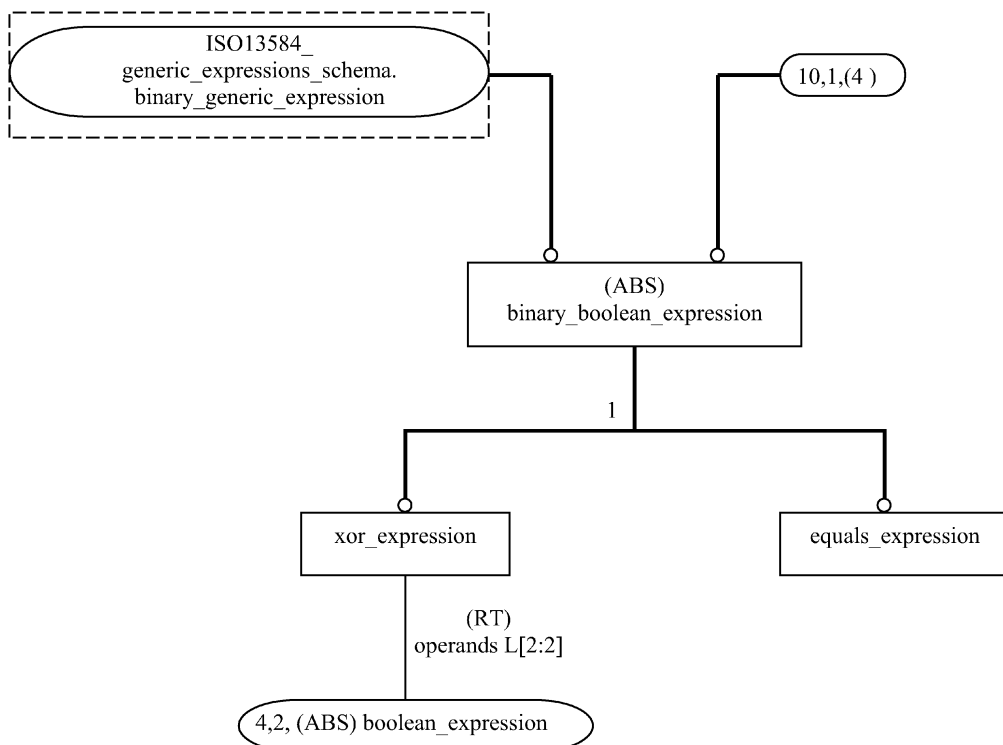 ISO13584_
generic_expressions_schema.
binary_generic_expression
10,1,(4 )
(ABS)
binary_boolean_expression
1
xor_expression
equals_expression
(RT)
operands L[2:2]
4,2, (ABS) boolean_expression